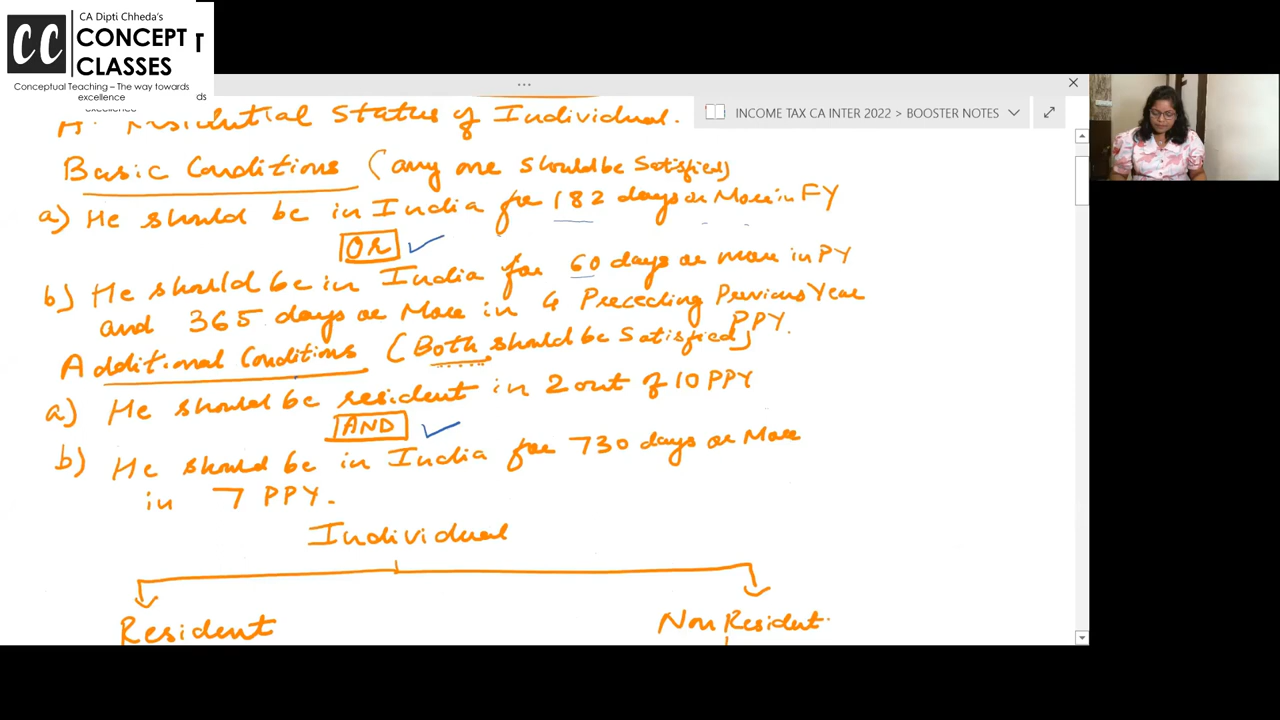 CA Dipti Chheda's
CONCEPT T
CLASSES
Conceptual Teaching – The way towards
excellence ds
excellence
INCOME TAX CA INTER 2022 > BOOSTER NOTES
A. Residential Status of Individual.
Basic Conditions (any one should be Satisfied)
a) He should be in India for 182 days or More in FY
OR
b) He should be in India for 60 days or more in PY
and 365 days or More in 4 Preceding Previous Year
PPY.
Additional Conditions (Both should be Satisfied)
a) He should be resident in 2 out of 10 PPY
AND
b) He should be in India for 730 days or More
in 7 PPY.
Individual
Resident Non Resident.